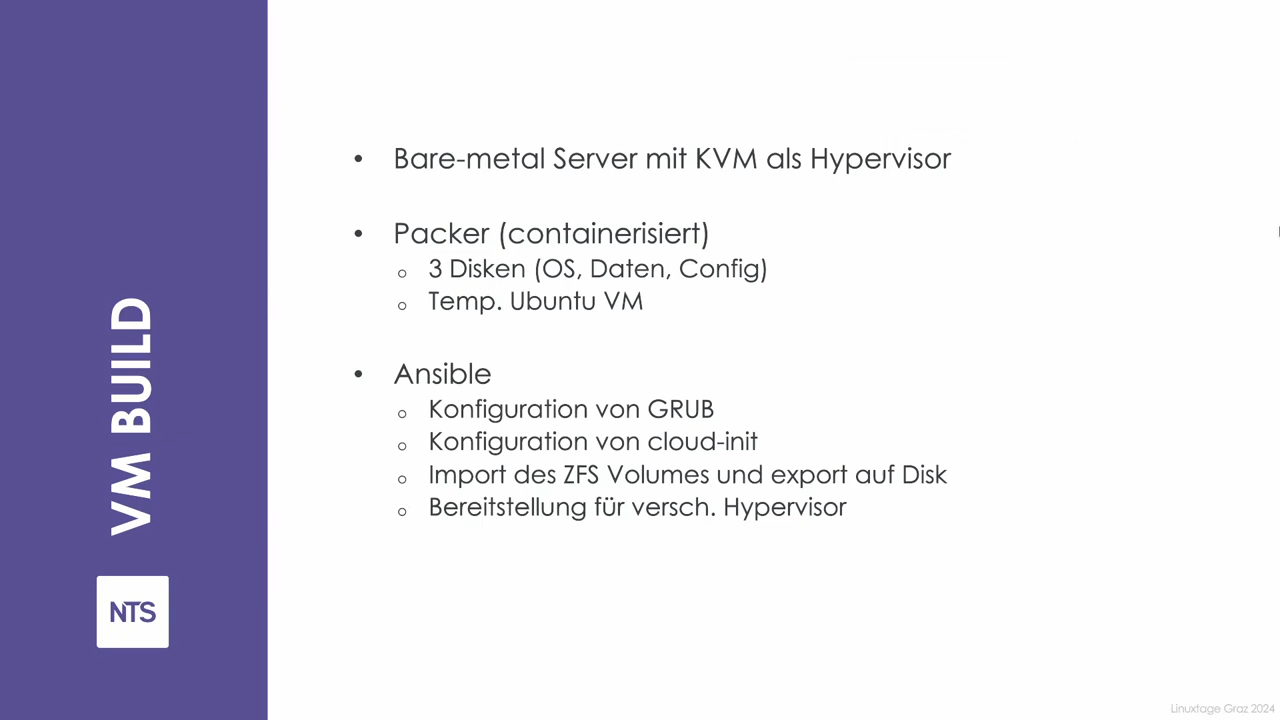 VM BUILD
NTS
• Bare-metal Server mit KVM als Hypervisor
• Packer (containerisiert)
o 3 Disken (OS, Daten, Config)
o Temp. Ubuntu VM
• Ansible
o Konfiguration von GRUB
o Konfiguration von cloud-init
o Import des ZFS Volumes und export auf Disk
o Bereitstellung für versch. Hypervisor
Linuxtage Graz 2024